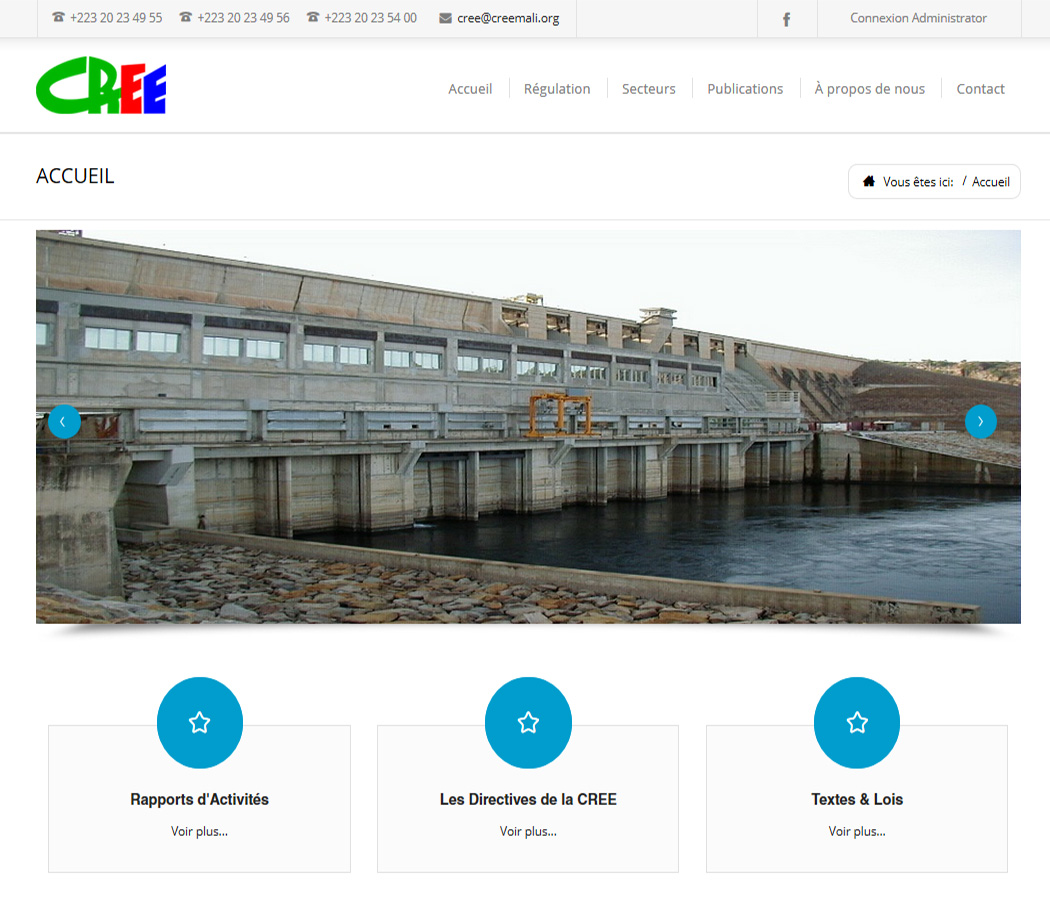 +223 20 23 49 55 +223 20 23 49 56 +223 20 23 54 00 cree@creemali.org Connexion Administrator
CREE
Accueil Régulation Secteurs Publications À propos de nous Contact
ACCUEIL
Vous êtes ici: / Accueil
Rapports d'Activités
Voir plus...
Les Directives de la CREE
Voir plus...
Textes & Lois
Voir plus...